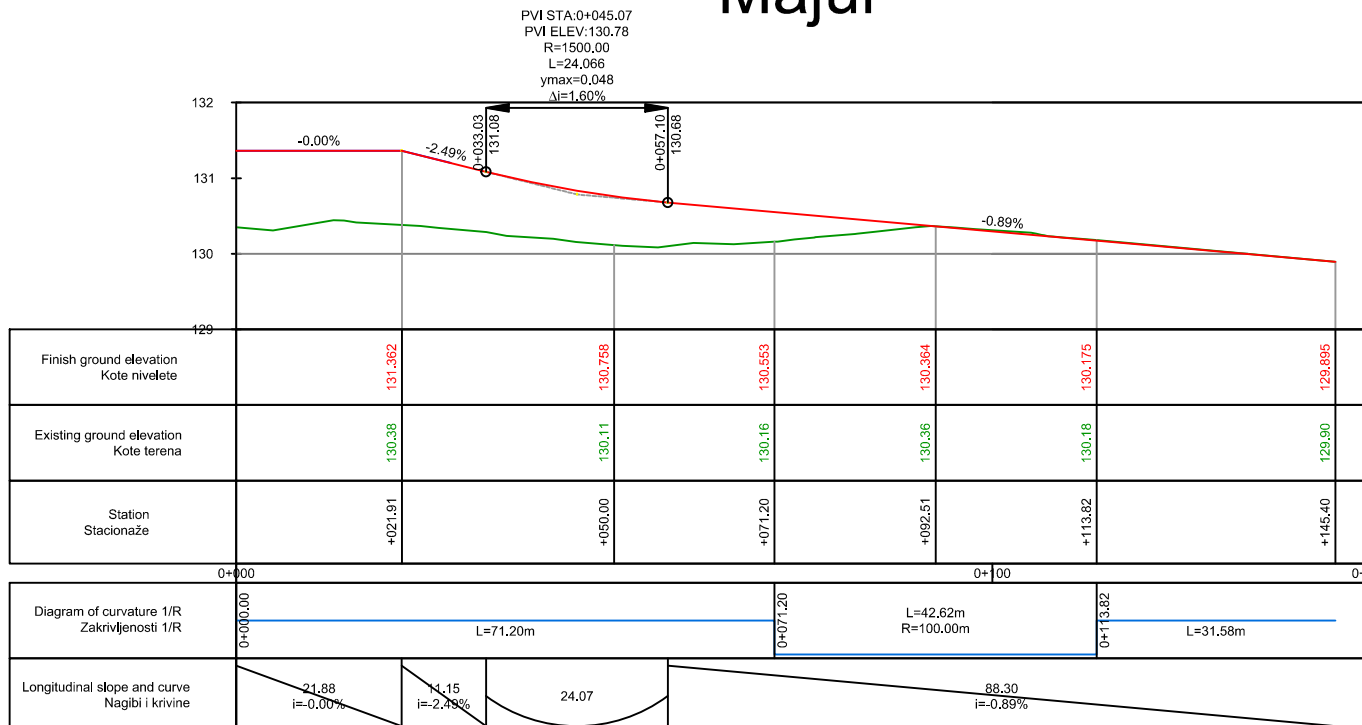 Majur
PVI STA:0+045.07
PVI ELEV:130.78
R=1500.00
L=24.066
ymax=0.048
Δi=1.60%
132
131
130
129
-0.00%
-2.49%
0+033.03
131.08
0+057.10
130.68
-0.89%
Finish ground elevation
Kote nivelete
131.362
130.758
130.553
130.364
130.175
129.895
Existing ground elevation
Kote terena
130.38
130.11
130.16
130.36
130.18
129.90
Station
Stacionaže
+021.91
+050.00
+071.20
+092.51
+113.82
+145.40
0+000
0+100
Diagram of curvature 1/R
Zakrivljenosti 1/R
0+000.00
L=71.20m
0+071.20
L=42.62m
R=100.00m
0+113.82
L=31.58m
Longitudinal slope and curve
Nagibi i krivine
21.88
i=-0.00%
11.15
i=-2.49%
24.07
88.30
i=-0.89%